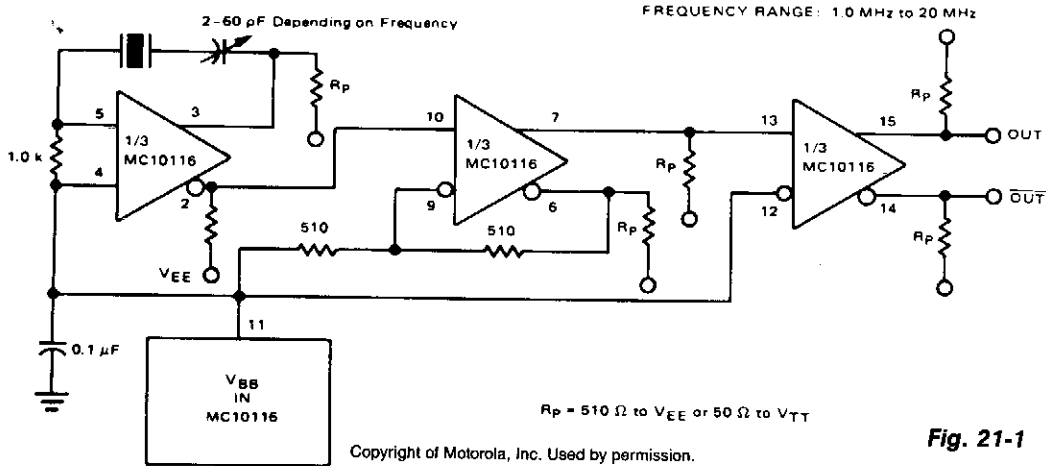 2-60 pF Depending on Frequency
FREQUENCY RANGE: 1.0 MHz to 20 MHz
RP
5
3
1/3
MC10116
1.0 k
4
2
VEE
10
7
1/3
MC10116
9
6
510
510
RP
RP
13
15
1/3
MC10116
12
14
RP
OUT
OUT
RP
11
0.1 μF
VBB
IN
MC10116
RP = 510 Ω to VEE or 50 Ω to VTT
Copyright of Motorola, Inc. Used by permission.
Fig. 21-1